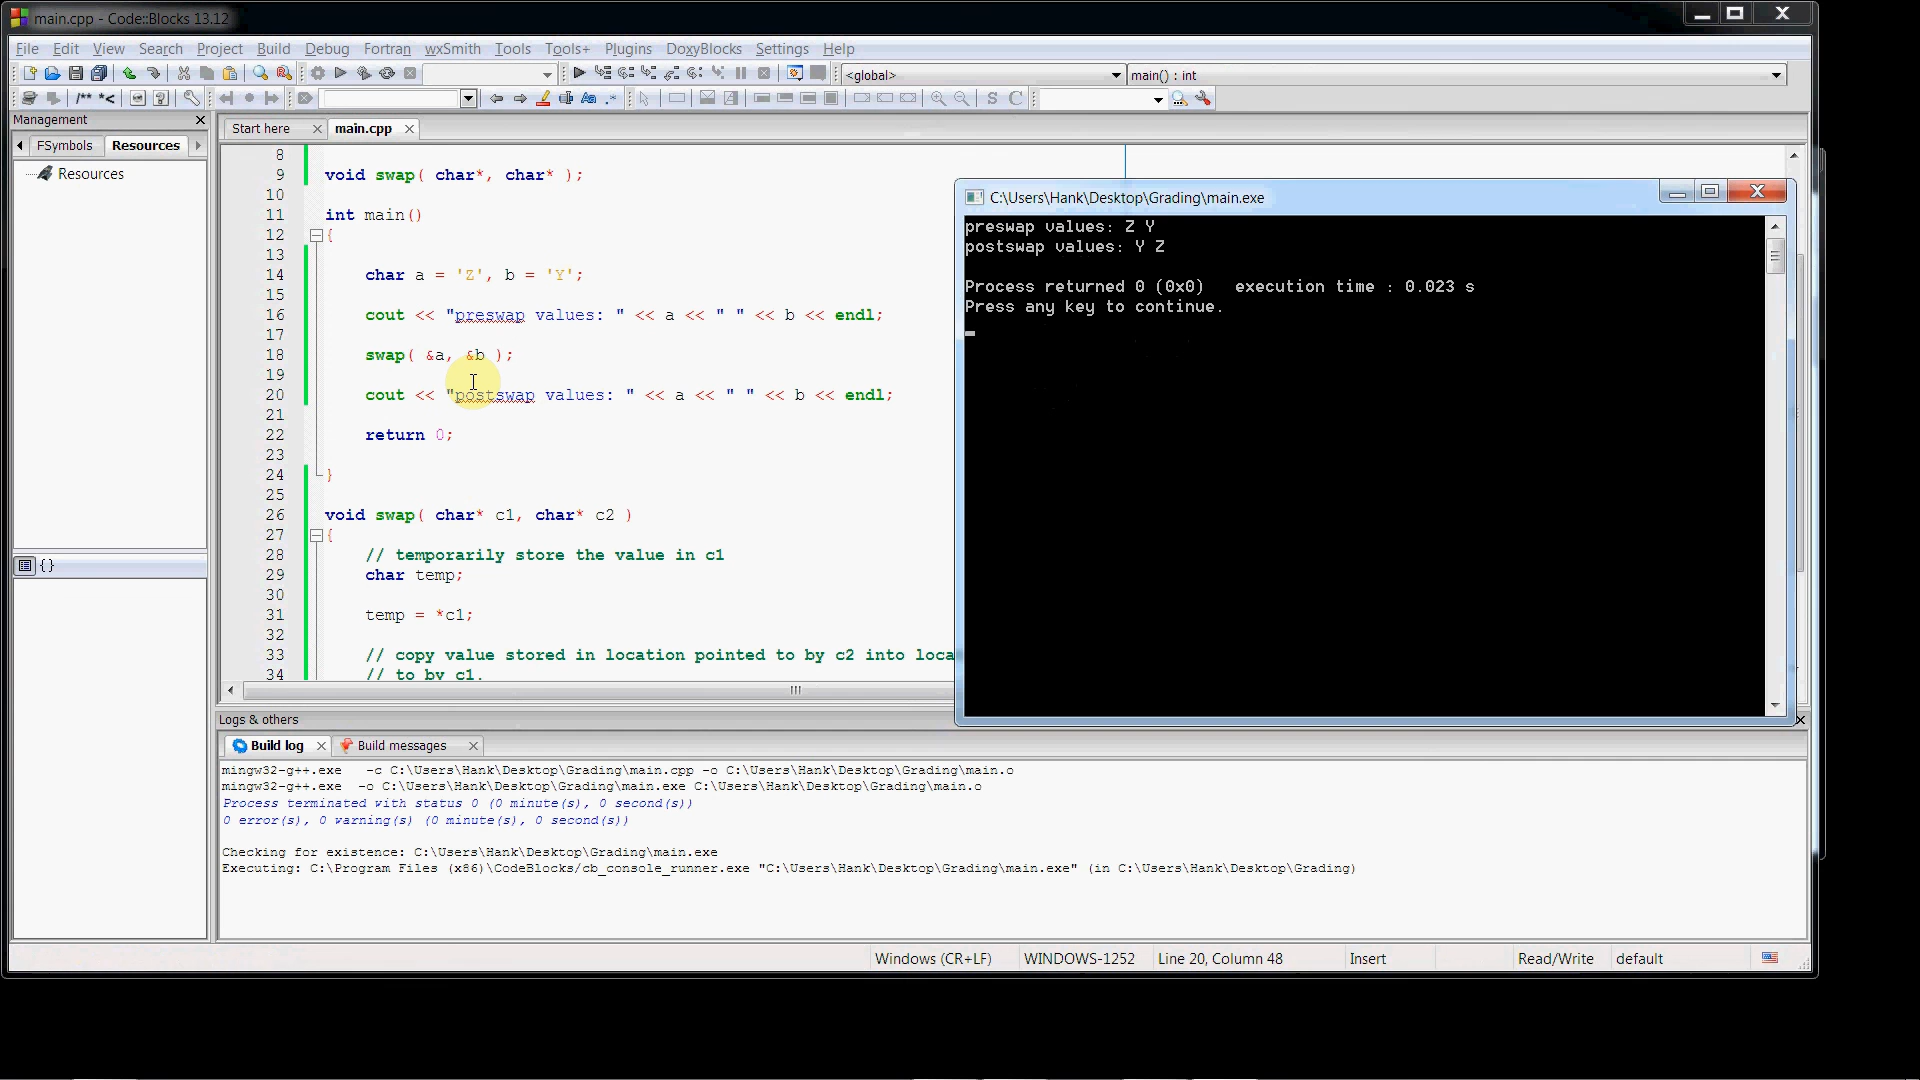 main.cpp - Code::Blocks 13.12
File Edit View Search Project Build Debug Fortran wxSmith Tools Tools+ Plugins DoxyBlocks Settings Help
<global> main() : int
/** *<
Management
Start here main.cpp
FSymbols Resources
Resources
{}
8
9 void swap( char*, char* );
10
11 int main()
12 {
13
14 char a = 'Z', b = 'Y';
15
16 cout << "preswap values: " << a << " " << b << endl;
17
18 swap( &a, &b );
19
20 cout << "postswap values: " << a << " " << b << endl;
21
22 return 0;
23
24 }
25
26 void swap( char* c1, char* c2 )
27 {
28 // temporarily store the value in c1
29 char temp;
30
31 temp = *c1;
32
33 // copy value stored in location pointed to by c2 into loca
34 // to by c1.
C:\Users\Hank\Desktop\Grading\main.exe
preswap values: Z Y
postswap values: Y Z
Process returned 0 (0x0) execution time : 0.023 s
Press any key to continue.
Logs & others
Build log Build messages
mingw32-g++.exe -c C:\Users\Hank\Desktop\Grading\main.cpp -o C:\Users\Hank\Desktop\Grading\main.o
mingw32-g++.exe -o C:\Users\Hank\Desktop\Grading\main.exe C:\Users\Hank\Desktop\Grading\main.o
Process terminated with status 0 (0 minute(s), 0 second(s))
0 error(s), 0 warning(s) (0 minute(s), 0 second(s))
Checking for existence: C:\Users\Hank\Desktop\Grading\main.exe
Executing: C:\Program Files (x86)\CodeBlocks/cb_console_runner.exe "C:\Users\Hank\Desktop\Grading\main.exe" (in C:\Users\Hank\Desktop\Grading)
Windows (CR+LF) WINDOWS-1252 Line 20, Column 48 Insert Read/Write default